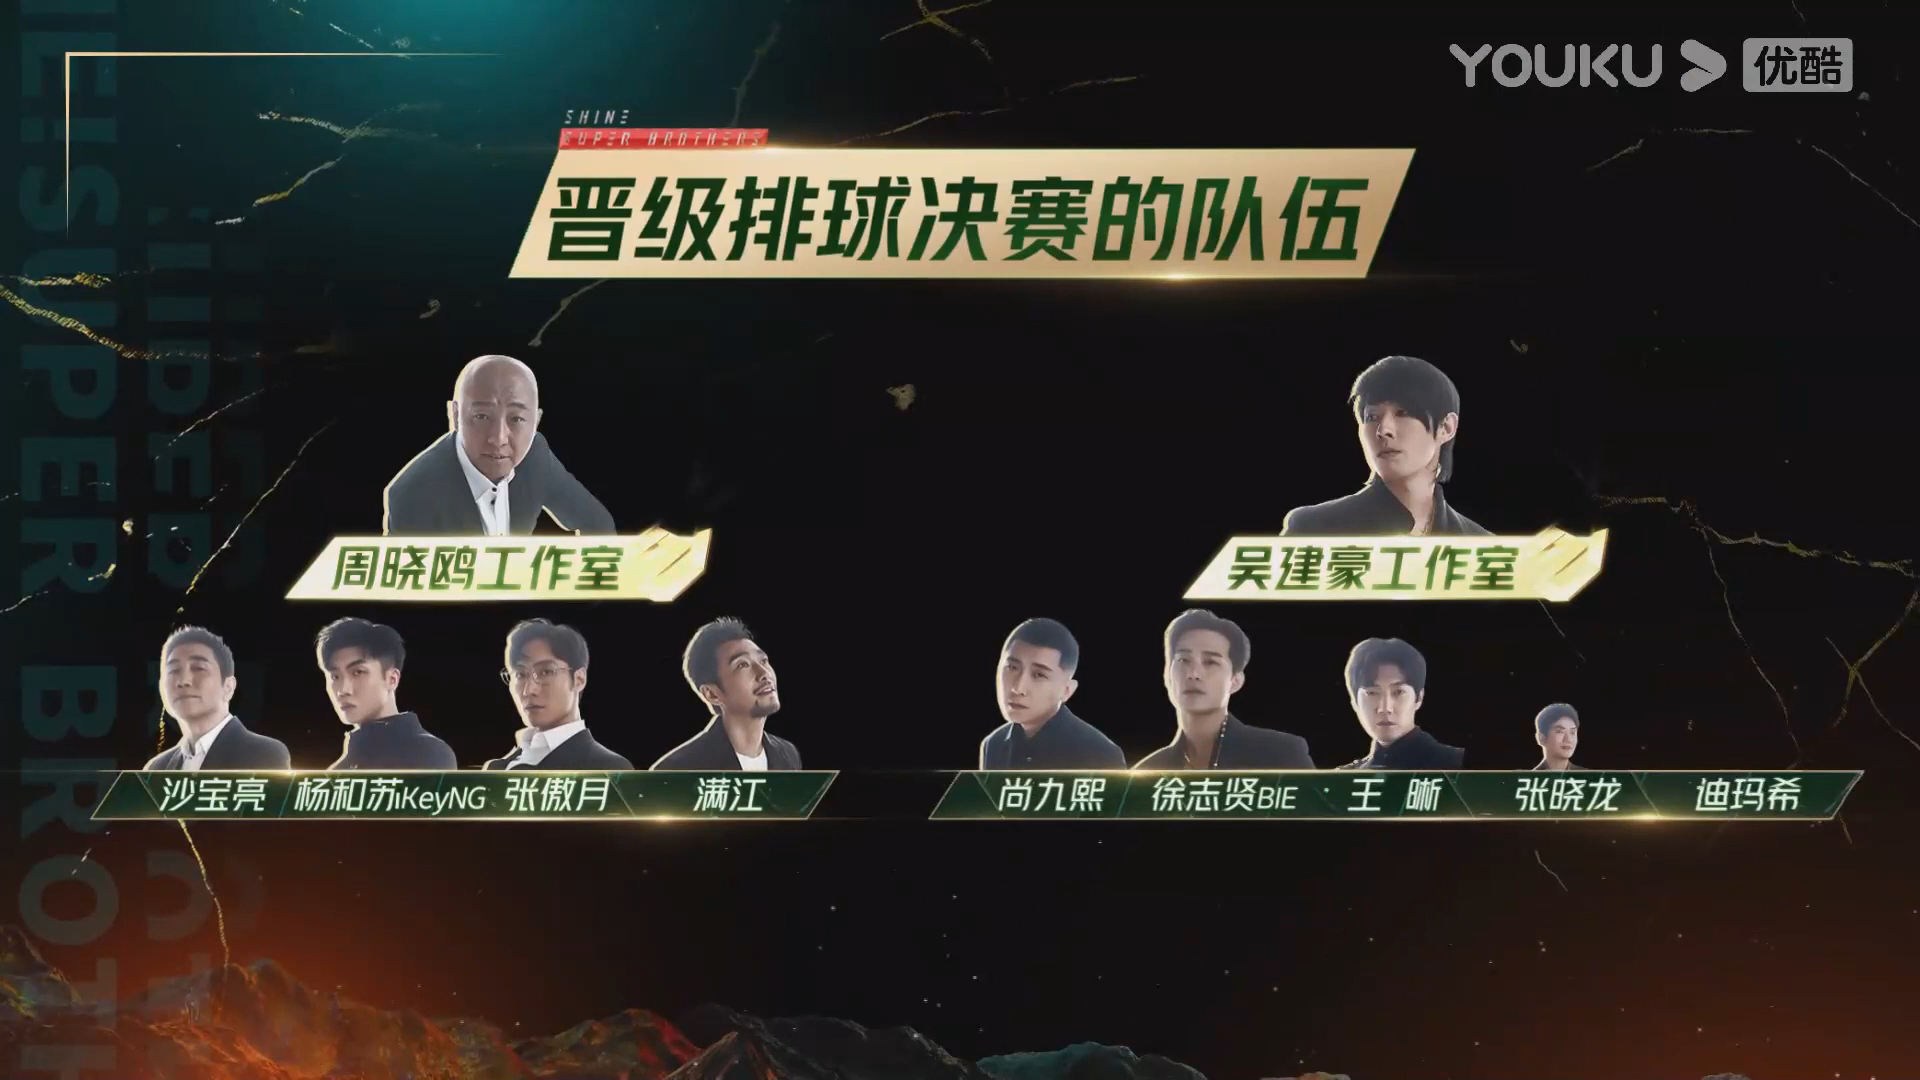 YOUKU 优酷
SHINE
SUPER BROTHERS
晋级排球决赛的队伍
周晓鸥工作室
吴建豪工作室
沙宝亮 杨和苏KeyNG 张傲月 满江
尚九熙 徐志贤BIE 王晰 张晓龙 迪玛希